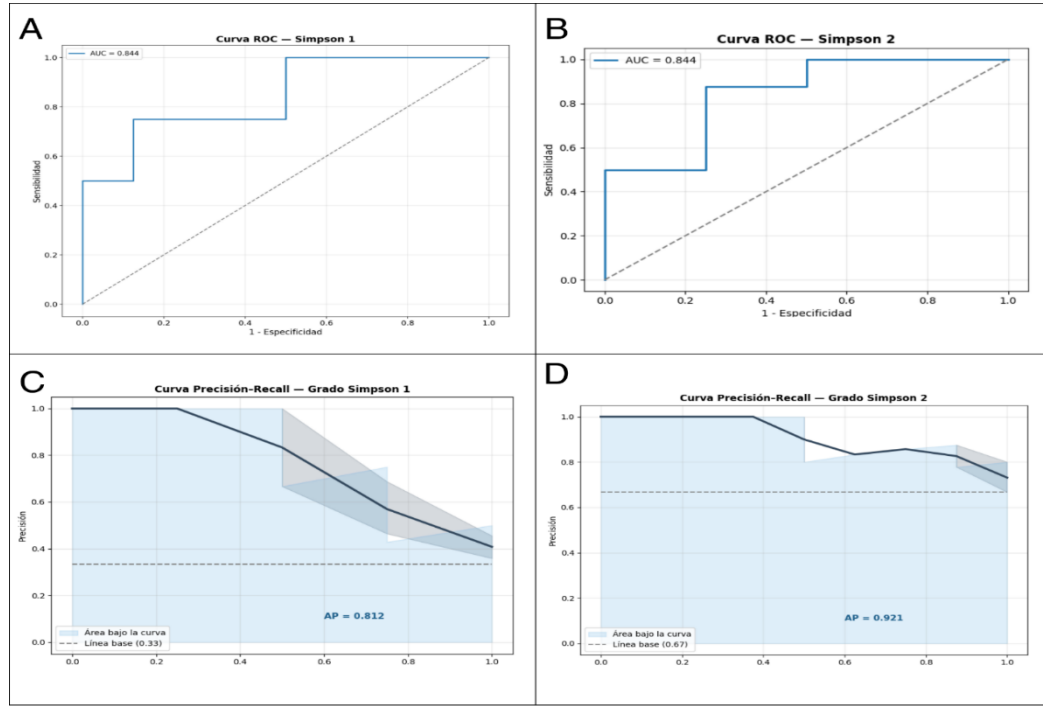 A
Curva ROC — Simpson 1
AUC = 0.844
1.0
0.8
0.6
0.4
0.2
0.0
Sensibilidad
0.0 0.2 0.4 0.6 0.8 1.0
1 - Especificidad
B
Curva ROC — Simpson 2
AUC = 0.844
1.0
0.8
0.6
0.4
0.2
0.0
Sensibilidad
0.0 0.2 0.4 0.6 0.8 1.0
1 - Especificidad
C
Curva Precisión–Recall — Grado Simpson 1
1.0
0.8
0.6
0.4
0.2
0.0
Precisión
AP = 0.812
Área bajo la curva
Línea base (0.33)
0.0 0.2 0.4 0.6 0.8 1.0
D
Curva Precisión–Recall — Grado Simpson 2
1.0
0.8
0.6
0.4
0.2
0.0
Precisión
AP = 0.921
Área bajo la curva
Línea base (0.67)
0.0 0.2 0.4 0.6 0.8 1.0